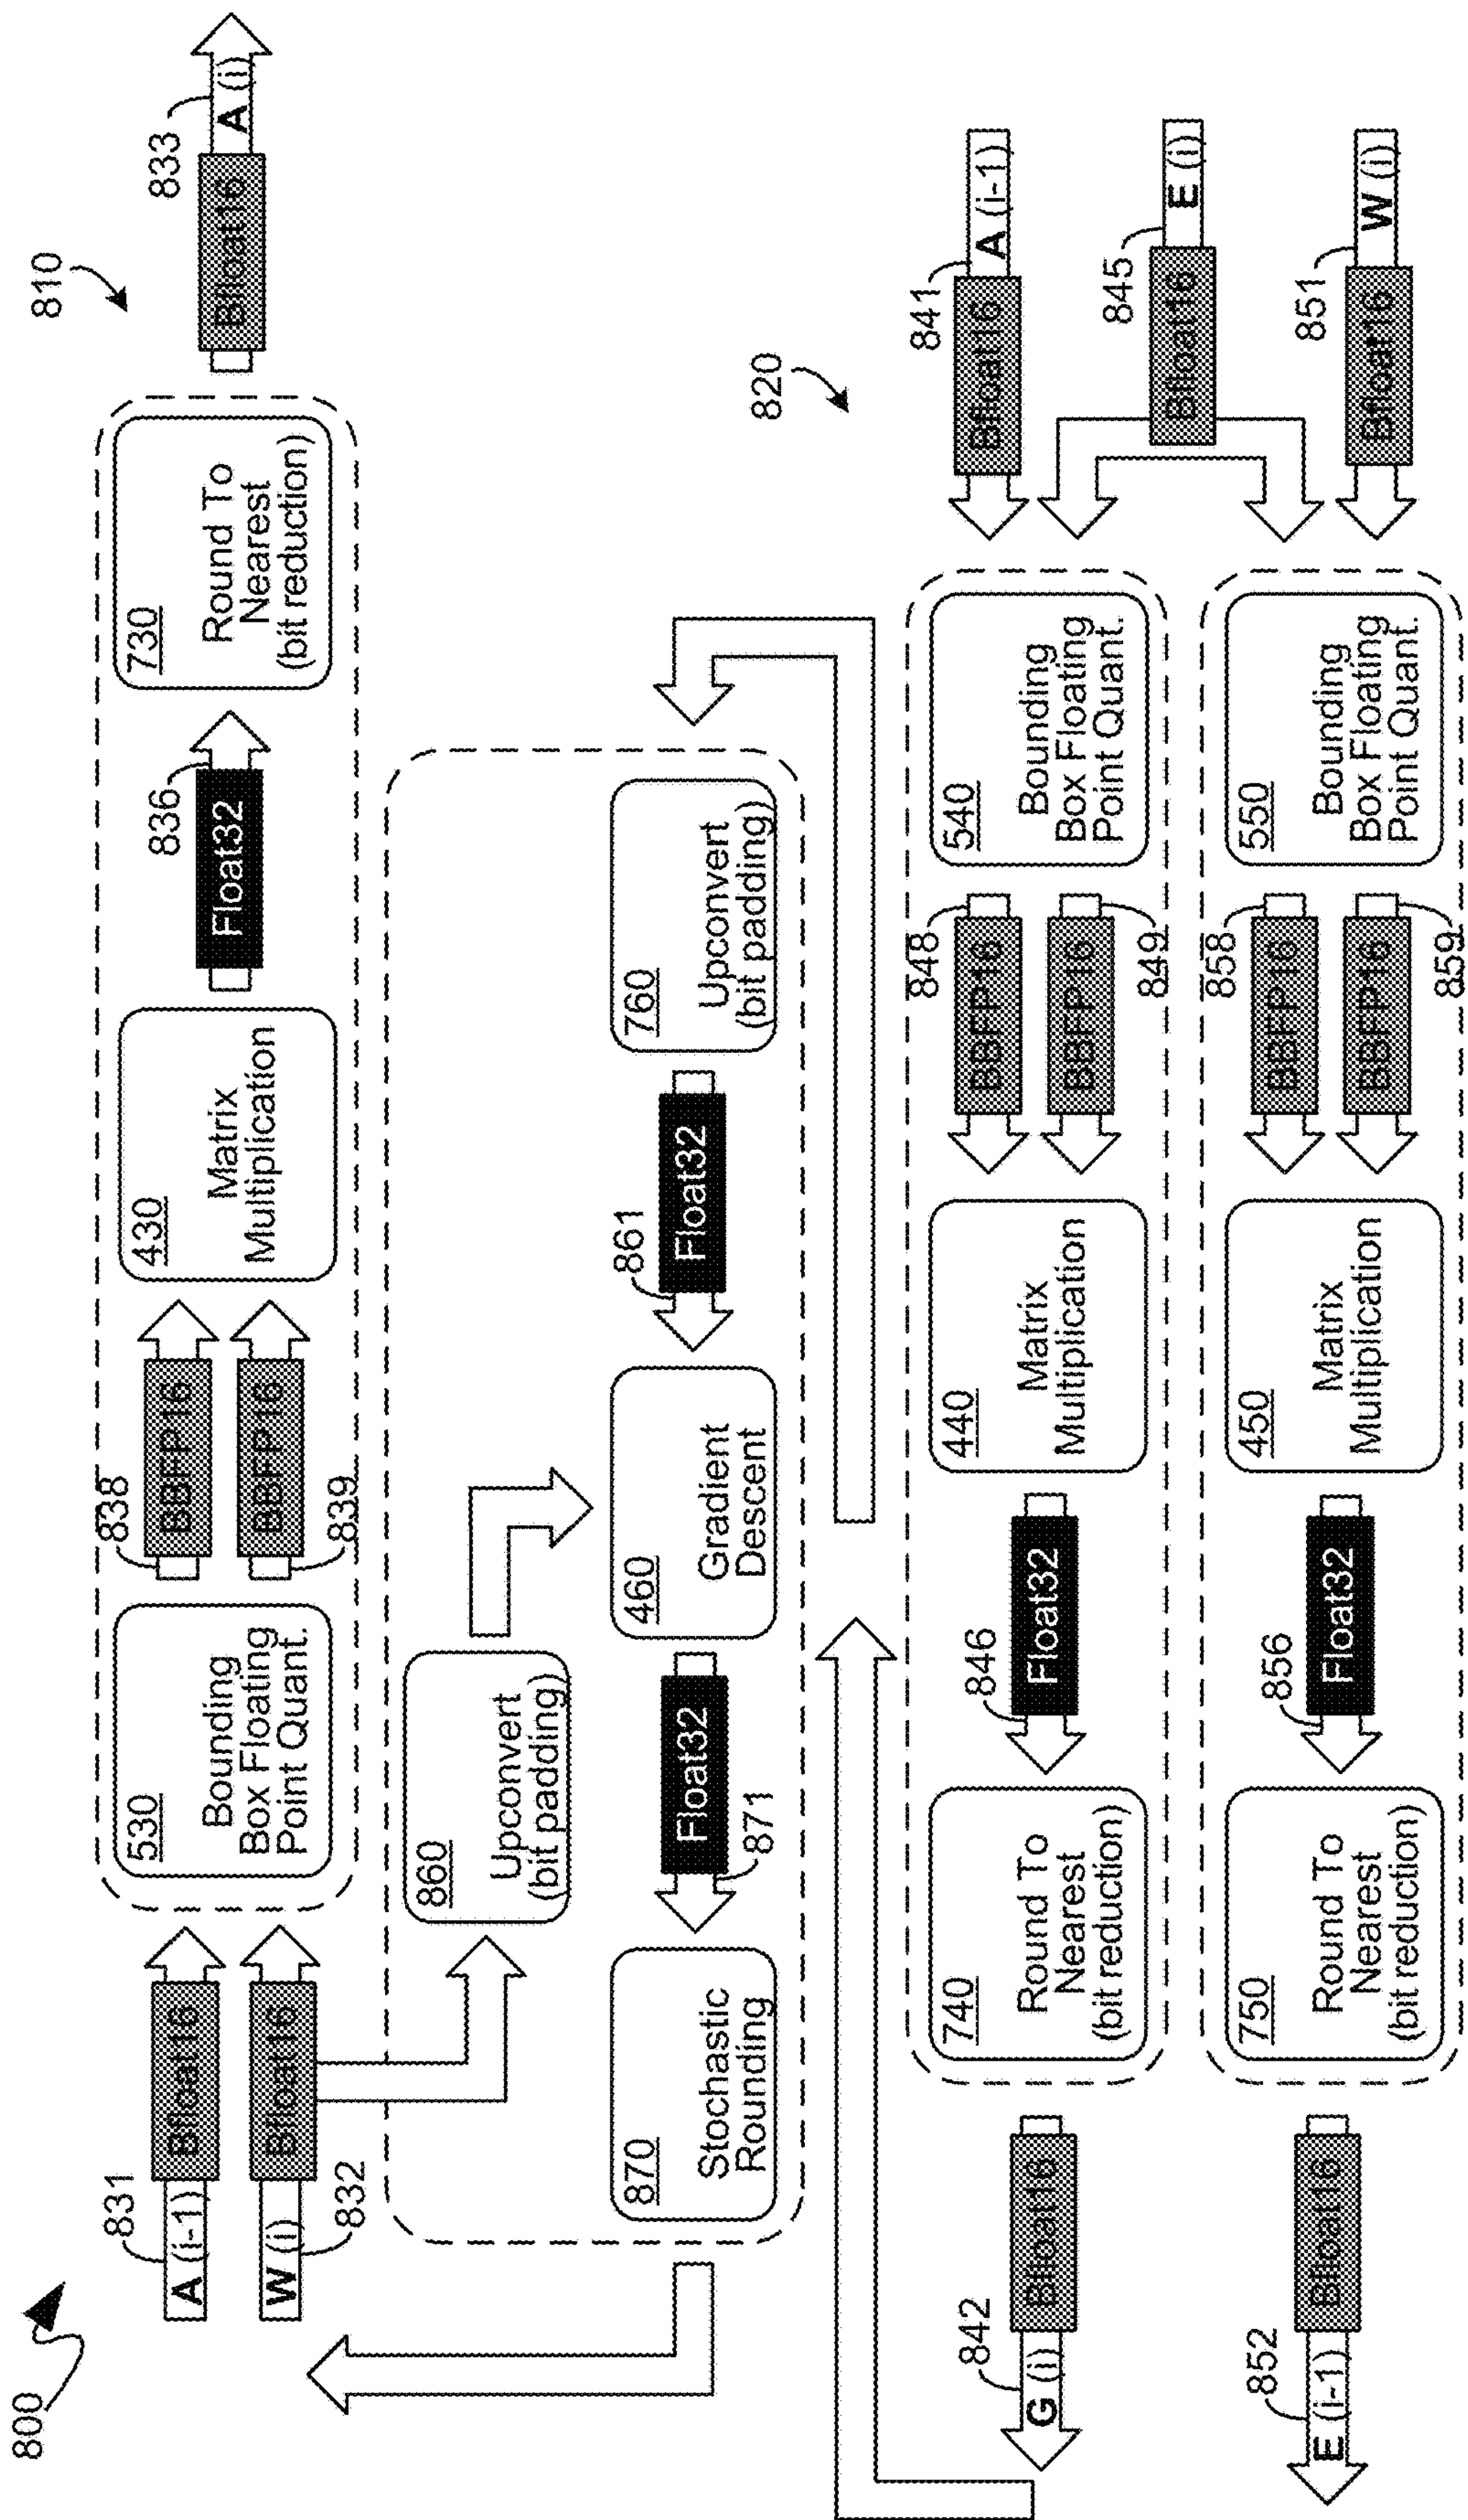 800
810
831
A (i-1)
Bfloat16
W (i)
Bfloat16
832
530
Bounding
Box Floating
Point Quant.
838
BBFP16
BBFP16
839
430
Matrix
Multiplication
836
Float32
730
Round To
Nearest
(bit reduction)
833
Bfloat16
A (i)
860
Upconvert
(bit padding)
870
Stochastic
Rounding
Float32
871
460
Gradient
Descent
861
Float32
760
Upconvert
(bit padding)
820
842
G (i)
Bfloat16
740
Round To
Nearest
(bit reduction)
846
Float32
440
Matrix
Multiplication
848
BBFP16
BBFP16
849
540
Bounding
Box Floating
Point Quant.
841
Bfloat16
A (i-1)
845
Bfloat16
E (i)
852
E (i-1)
Bfloat16
750
Round To
Nearest
(bit reduction)
856
Float32
450
Matrix
Multiplication
858
BBFP16
BBFP16
859
550
Bounding
Box Floating
Point Quant.
851
Bfloat16
W (i)